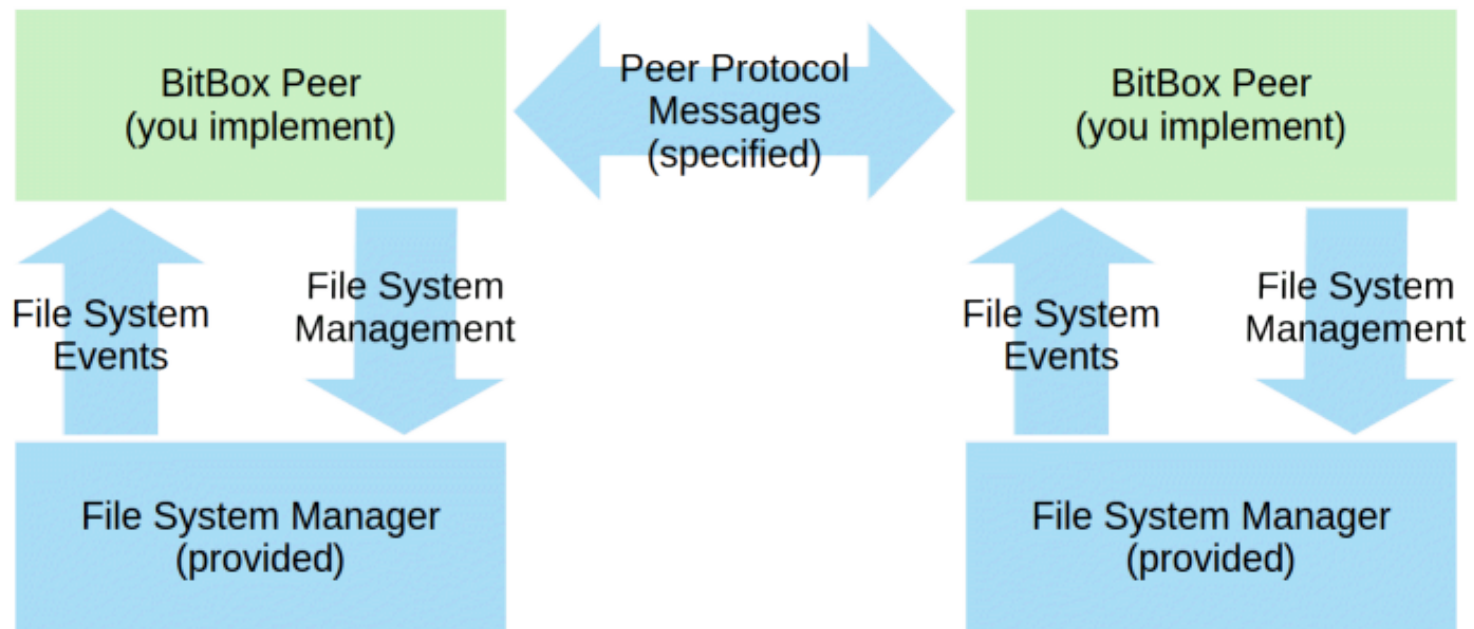 BitBox Peer
(you implement)
Peer Protocol
Messages
(specified)
BitBox Peer
(you implement)
File System
Events
File System
Management
File System
Events
File System
Management
File System Manager
(provided)
File System Manager
(provided)